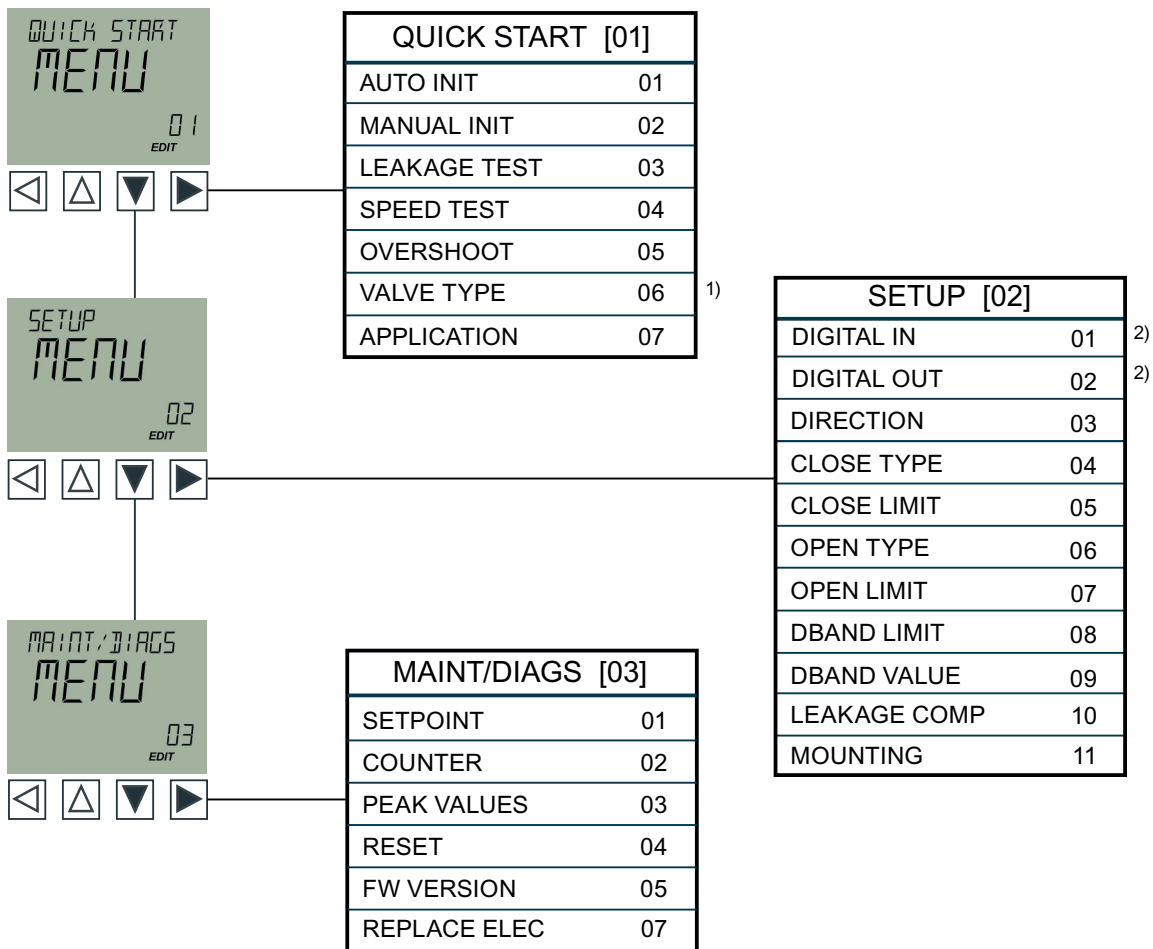 QUICK START
MENU
01
EDIT
QUICK START [01]
AUTO INIT 01
MANUAL INIT 02
LEAKAGE TEST 03
SPEED TEST 04
OVERSHOOT 05
VALVE TYPE 06 1)
APPLICATION 07
SETUP
MENU
02
EDIT
SETUP [02]
DIGITAL IN 01 2)
DIGITAL OUT 02 2)
DIRECTION 03
CLOSE TYPE 04
CLOSE LIMIT 05
OPEN TYPE 06
OPEN LIMIT 07
DBAND LIMIT 08
DBAND VALUE 09
LEAKAGE COMP 10
MOUNTING 11
MAINT/DIAGS
MENU
03
EDIT
MAINT/DIAGS [03]
SETPOINT 01
COUNTER 02
PEAK VALUES 03
RESET 04
FW VERSION 05
REPLACE ELEC 07